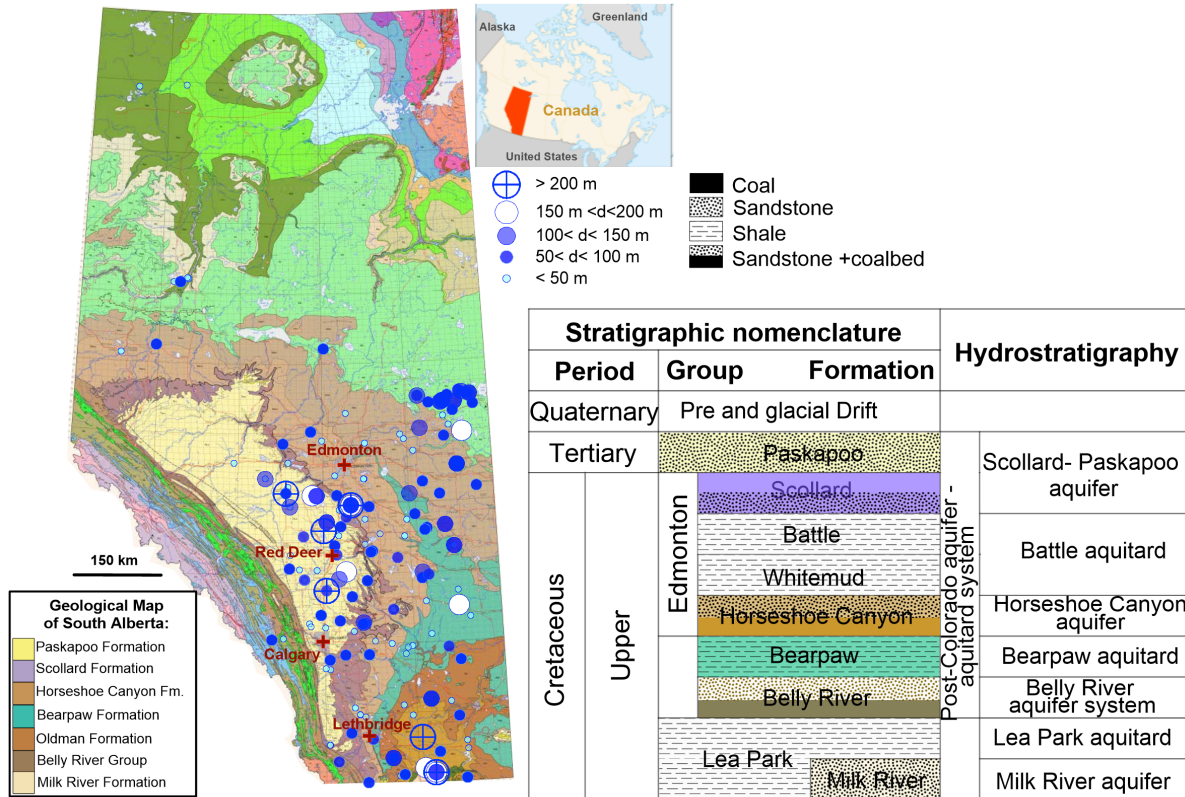 Alaska
Greenland
Canada
United States
> 200 m
150 m <d<200 m
100< d< 150 m
50< d< 100 m
< 50 m
Coal
Sandstone
Shale
Sandstone +coalbed
Edmonton
Red Deer
Calgary
Lethbridge
150 km
Geological Map
of South Alberta:
Paskapoo Formation
Scollard Formation
Horseshoe Canyon Fm.
Bearpaw Formation
Oldman Formation
Belly River Group
Milk River Formation
Stratigraphic nomenclature
Hydrostratigraphy
Period
Group
Formation
Quaternary
Pre and glacial Drift
Tertiary
Paskapoo
Scollard- Paskapoo
aquifer
Cretaceous
Upper
Edmonton
Scollard
Battle
Whitemud
Battle aquitard
Horseshoe Canyon
Horseshoe Canyon
aquifer
Bearpaw
Bearpaw aquitard
Belly River
Belly River
aquifer system
Lea Park
Lea Park aquitard
Milk River
Milk River aquifer
Post-Colorado aquifer -
aquitard system